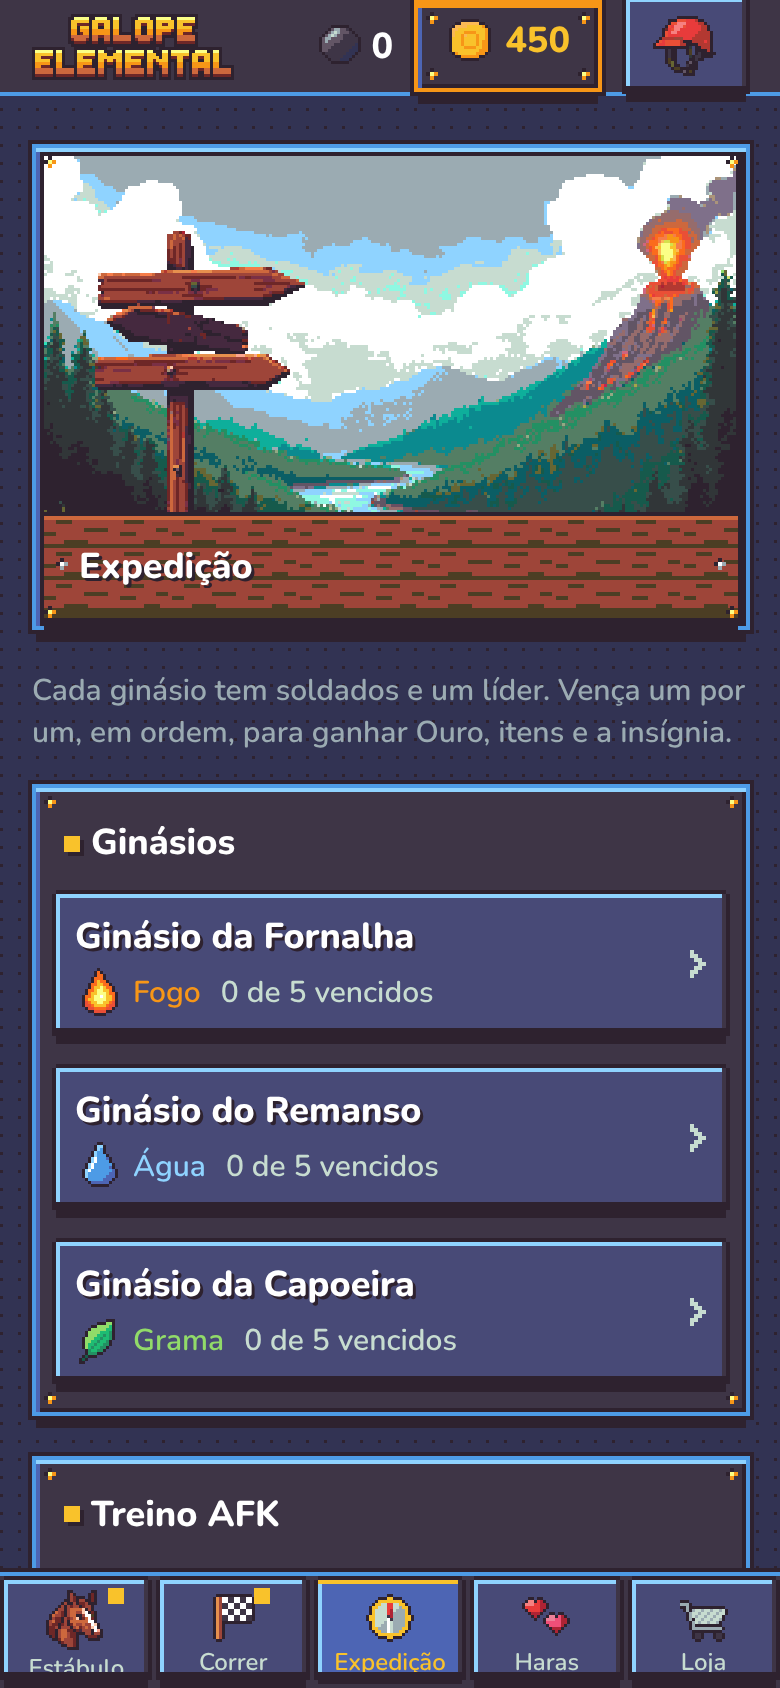 GALOPE
ELEMENTAL
0
450
Expedição
Cada ginásio tem soldados e um líder. Vença um por
um, em ordem, para ganhar Ouro, itens e a insígnia.
Ginásios
Ginásio da Fornalha
Fogo 0 de 5 vencidos
Ginásio do Remanso
Água 0 de 5 vencidos
Ginásio da Capoeira
Grama 0 de 5 vencidos
Treino AFK
Estábulo Correr Expedição Haras Loja